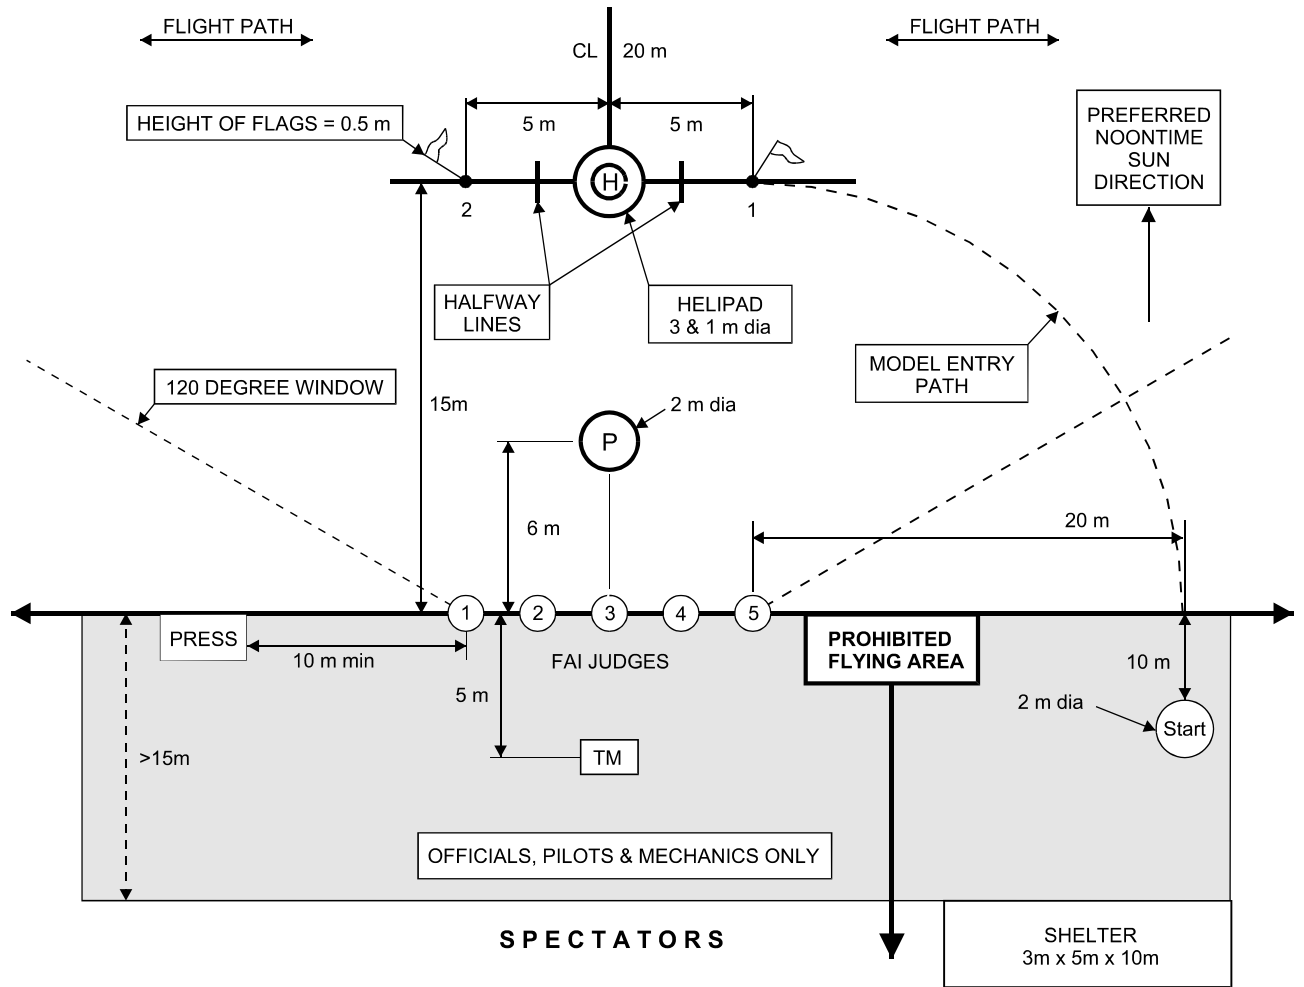 FLIGHT PATH
FLIGHT PATH
CL
20 m
HEIGHT OF FLAGS = 0.5 m
5 m
5 m
PREFERRED
NOONTIME
SUN
DIRECTION
H
2
1
HALFWAY
LINES
HELIPAD
3 & 1 m dia
MODEL ENTRY
PATH
120 DEGREE WINDOW
15m
2 m dia
P
6 m
20 m
1
2
3
4
5
PRESS
10 m min
FAI JUDGES
PROHIBITED
FLYING AREA
10 m
5 m
2 m dia
Start
>15m
TM
OFFICIALS, PILOTS & MECHANICS ONLY
SPECTATORS
SHELTER
3m x 5m x 10m